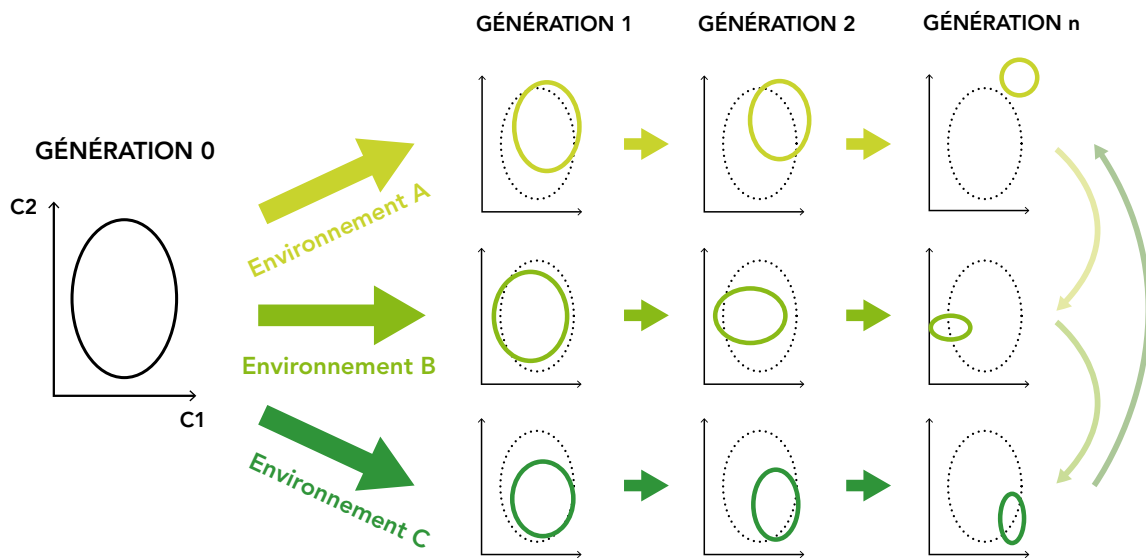 GÉNÉRATION 1
GÉNÉRATION 2
GÉNÉRATION n
GÉNÉRATION 0
C2
C1
Environnement A
Environnement B
Environnement C